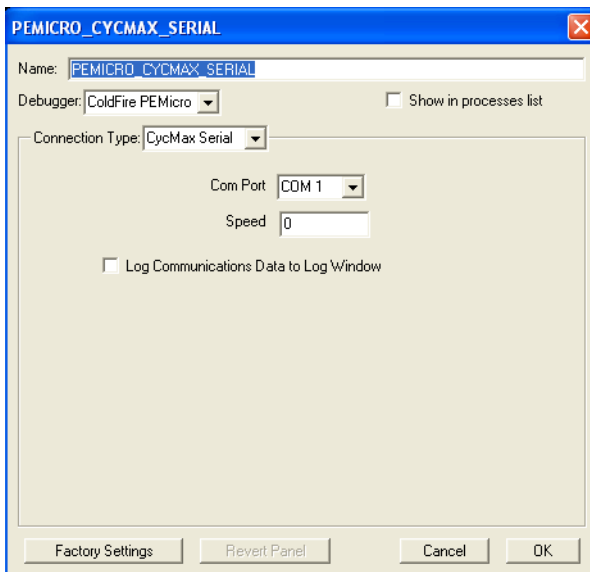 PEMICRO_CYCMAX_SERIAL
Name: PEMICRO_CYCMAX_SERIAL
Debugger: ColdFire PEMicro Show in processes list
Connection Type: CycMax Serial
Com Port COM 1
Speed 0
Log Communications Data to Log Window
Factory Settings Revert Panel Cancel OK